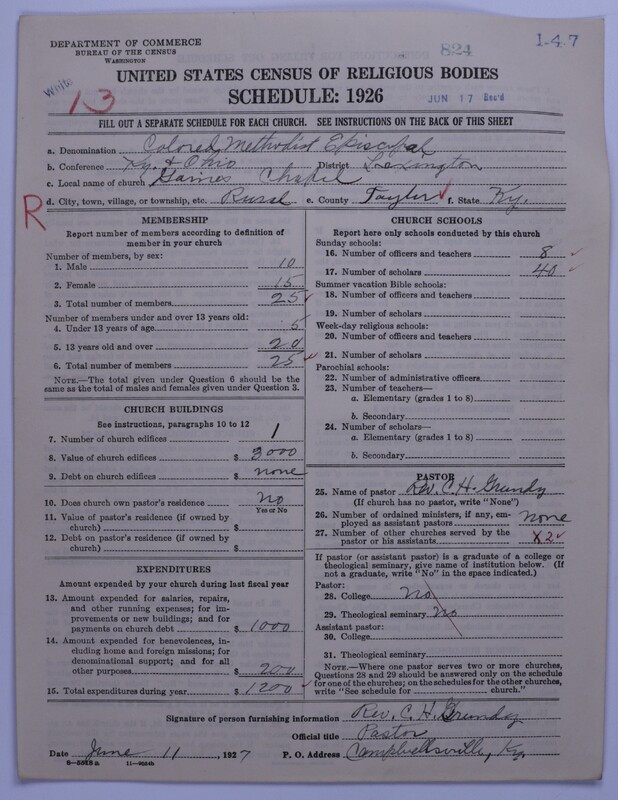 DEPARTMENT OF COMMERCE
BUREAU OF THE CENSUS
WASHINGTON
824
1-47
Write
13
UNITED STATES CENSUS OF RELIGIOUS BODIES
SCHEDULE: 1926
JUN 17 Rec'd
FILL OUT A SEPARATE SCHEDULE FOR EACH CHURCH. SEE INSTRUCTIONS ON THE BACK OF THIS SHEET
a. Denomination Colored Methodist Episcopal
b. Conference Ky & Ohio District Lexington
c. Local name of church Gaines Chapel
R
d. City, town, village, or township, etc. Rural e. County Taylor f. State Ky.
MEMBERSHIP
Report number of members according to definition of
member in your church
Number of members, by sex:
1. Male 10
2. Female 15
3. Total number of members 25
Number of members under and over 13 years old:
4. Under 13 years of age 5
5. 13 years old and over 20
6. Total number of members 25
NOTE.—The total given under Question 6 should be
the same as the total of males and females given under Question 3.
CHURCH BUILDINGS
See instructions, paragraphs 10 to 12
7. Number of church edifices 1
8. Value of church edifices $ 3000
9. Debt on church edifices $ none
10. Does church own pastor's residence No
Yes or No
11. Value of pastor's residence (if owned by
church) $
12. Debt on pastor's residence (if owned by
church) $
EXPENDITURES
Amount expended by your church during last fiscal year
13. Amount expended for salaries, repairs,
and other running expenses; for im-
provements or new buildings; and for
payments on church debt $ 1000
14. Amount expended for benevolences, in-
cluding home and foreign missions; for
denominational support; and for all
other purposes $ 200
15. Total expenditures during year $ 1200
CHURCH SCHOOLS
Report here only schools conducted by this church
Sunday schools:
16. Number of officers and teachers 8
17. Number of scholars 40
Summer vacation Bible schools:
18. Number of officers and teachers
19. Number of scholars
Week-day religious schools:
20. Number of officers and teachers
21. Number of scholars
Parochial schools:
22. Number of administrative officers
23. Number of teachers—
a. Elementary (grades 1 to 8)
b. Secondary
24. Number of scholars—
a. Elementary (grades 1 to 8)
b. Secondary $
PASTOR
25. Name of pastor Rev. C. H. Grundy
(If church has no pastor, write "None")
26. Number of ordained ministers, if any, em-
ployed as assistant pastors none
27. Number of other churches served by the
pastor or his assistants X2
If pastor (or assistant pastor) is a graduate of a college or
theological seminary, give name of institution below. (If
not a graduate, write "No" in the space indicated.)
Pastor:
28. College No
29. Theological seminary No
Assistant pastor:
30. College
31. Theological seminary
NOTE.—Where one pastor serves two or more churches,
Questions 28 and 29 should be answered only on the schedule
for one of the churches; on the schedules for the other churches,
write "See schedule for church."
Signature of person furnishing information Rev. C. H. Grundy
Official title Pastor
Date June 11, 1927 P. O. Address Campbellsville, Ky.